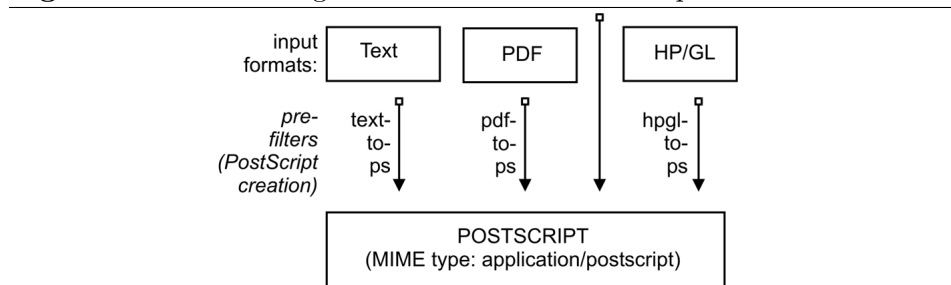 input
formats:
Text
PDF
HP/GL
pre-
filters
(PostScript
creation)
text-
to-
ps
pdf-
to-
ps
hpgl-
to-
ps
POSTSCRIPT
(MIME type: application/postscript)